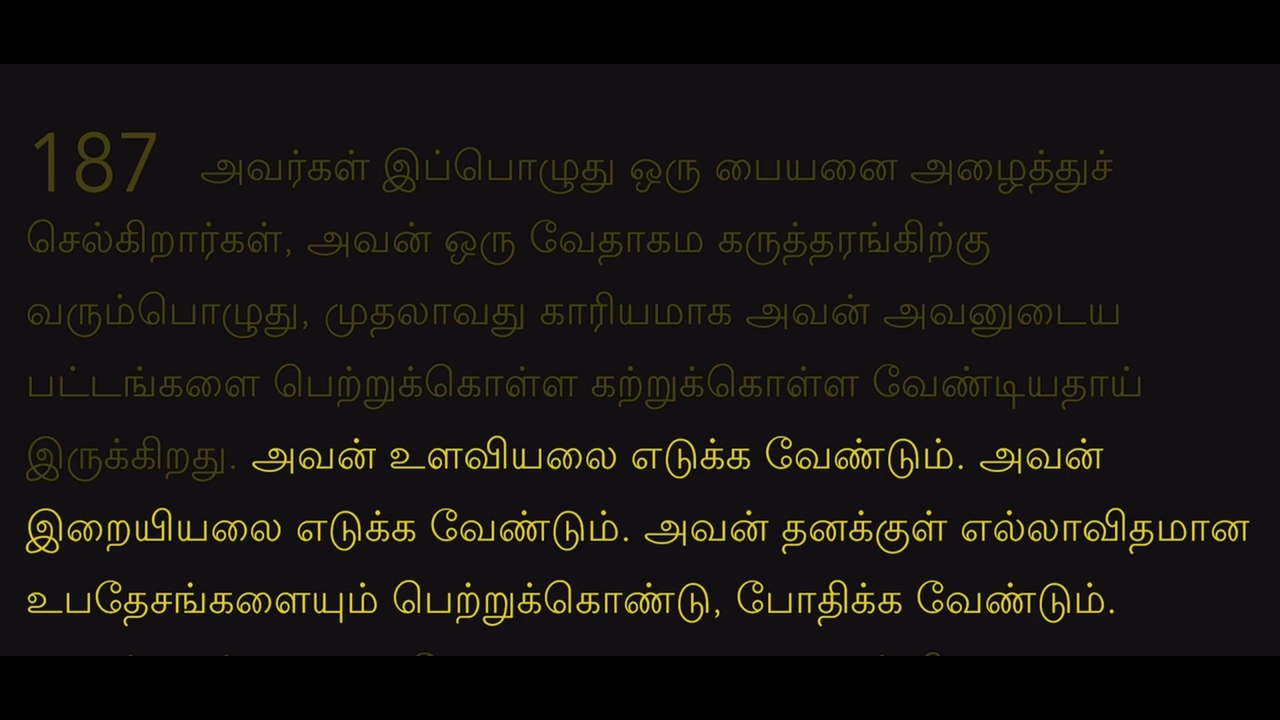 187 அவர்கள் இப்பொழுது ஒரு பையனை அழைத்துச்
செல்கிறார்கள், அவன் ஒரு வேதாகம கருத்தரங்கிற்கு
வரும்பொழுது, முதலாவது காரியமாக அவன் அவனுடைய
பட்டங்களை பெற்றுக்கொள்ள கற்றுக்கொள்ள வேண்டியதாய்
இருக்கிறது. அவன் உளவியலை எடுக்க வேண்டும். அவன்
இறையியலை எடுக்க வேண்டும். அவன் தனக்குள் எல்லாவிதமான
உபதேசங்களையும் பெற்றுக்கொண்டு, போதிக்க வேண்டும்.